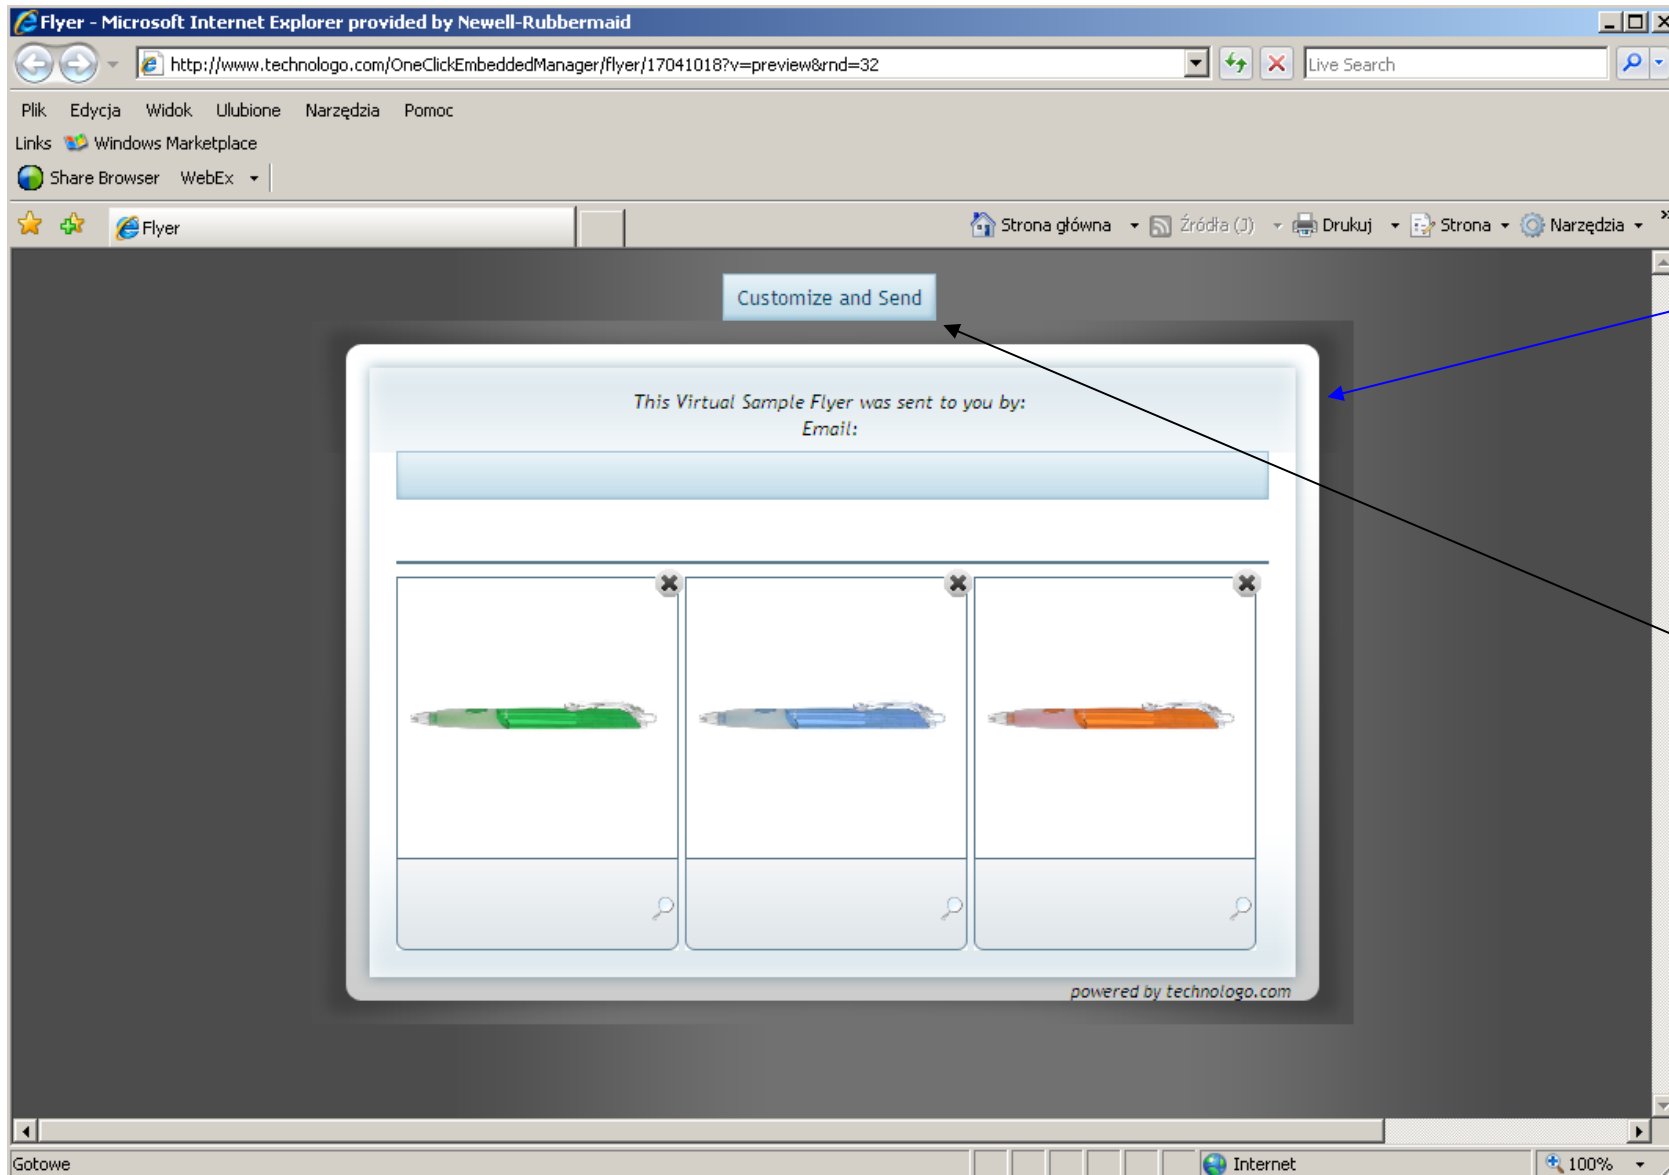 Flyer - Microsoft Internet Explorer provided by Newell-Rubbermaid
http://www.technologo.com/OneClickEmbeddedManager/flyer/17041018?v=preview&rnd=32
Live Search
Plik Edycja Widok Ulubione Narzędzia Pomoc
Links Windows Marketplace
Share Browser WebEx
Flyer
Strona główna Źródła (J) Drukuj Strona Narzędzia »
Customize and Send
This Virtual Sample Flyer was sent to you by:
Email:
powered by technologo.com
Gotowe Internet 100%